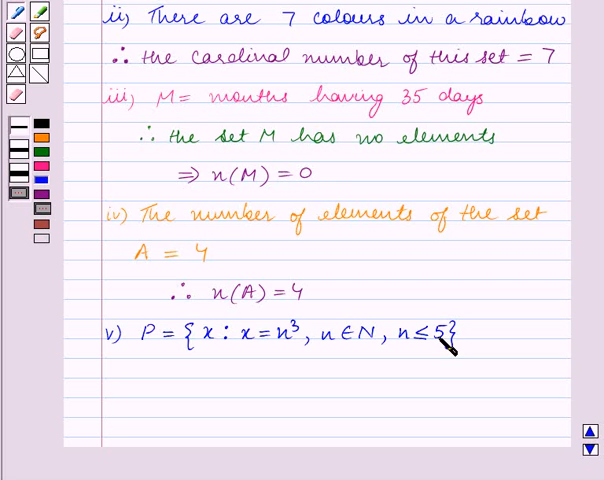 ii) There are 7 colours in a rainbow
∴ the cardinal number of this set = 7
iii) M = months having 35 days
∴ the set M has no elements
⇒ n(M) = 0
iv) The number of elements of the set
A = 4
∴ n(A) = 4
v) P = { x : x = n³, n ∈ N, n ≤ 5}